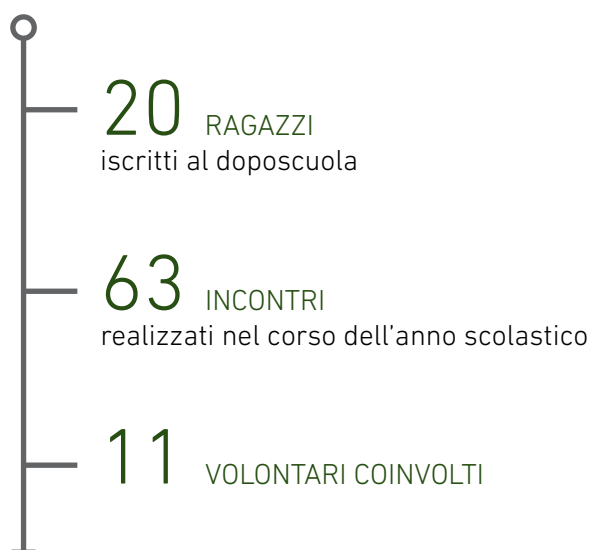 20 RAGAZZI
iscritti al doposcuola
63 INCONTRI
realizzati nel corso dell’anno scolastico
11 VOLONTARI COINVOLTI